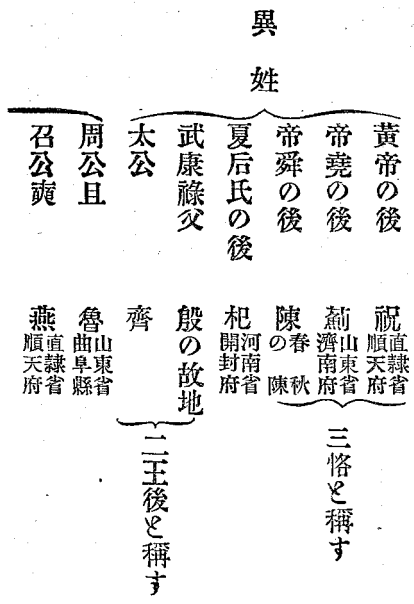 異姓
黃帝の後 祝 直隷省順天府
帝堯の後 薊 山東省濟南府
帝舜の後 陳 春秋の陳
三恪と稱す
夏后氏の後 杞 河南省開封府
武康祿父 殷の故地
太公 齊
二王後と稱す
周公且 魯 山東省曲阜縣
召公奭 燕 直隷省順天府